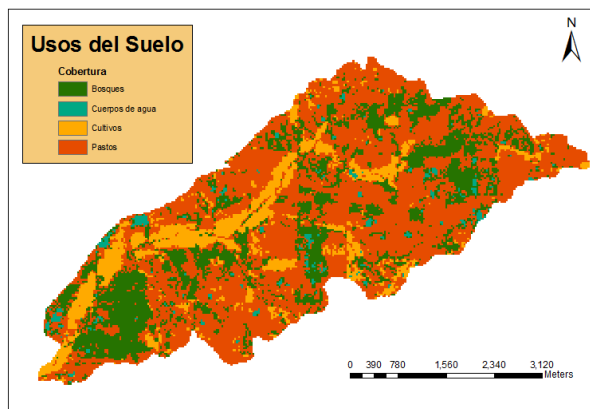 Usos del Suelo
N
Cobertura
Bosques
Cuerpos de agua
Cultivos
Pastos
0 390 780 1,560 2,340 3,120
Meters